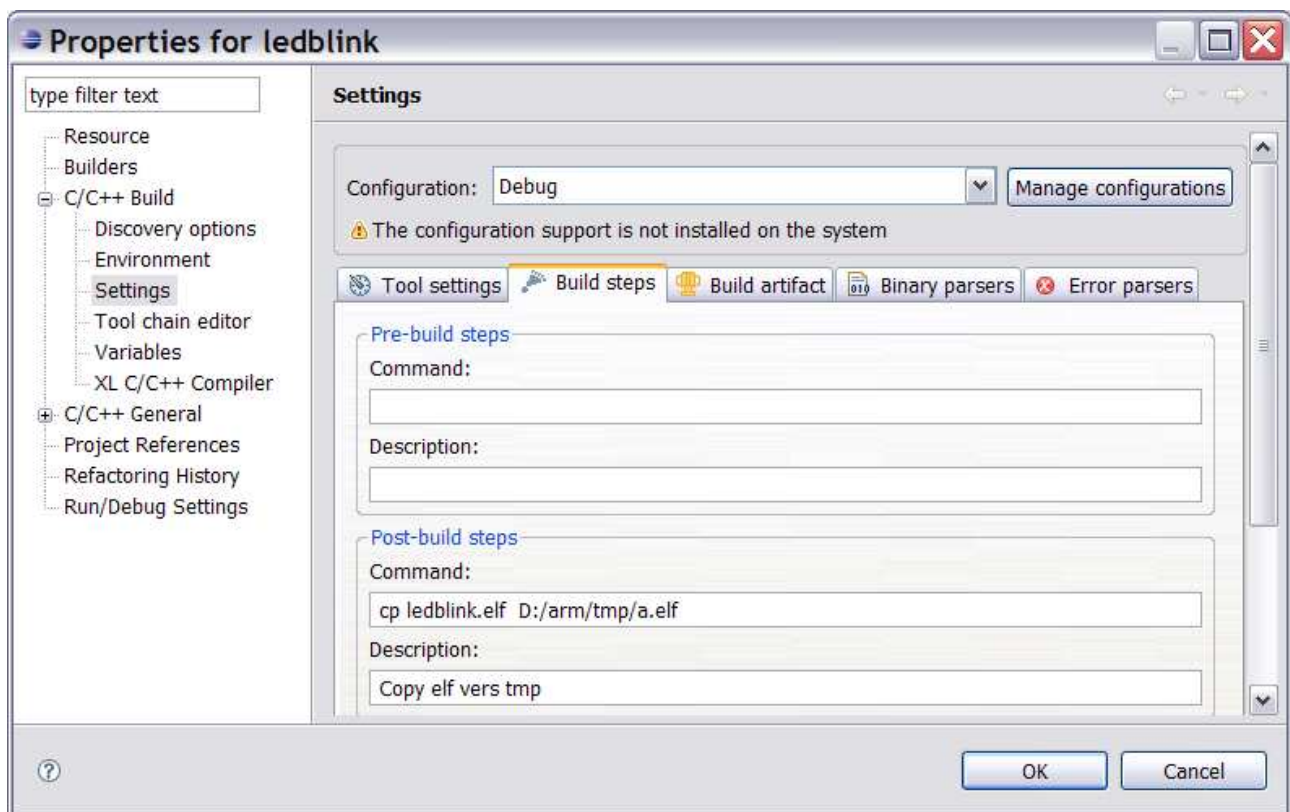 Properties for ledblink
type filter text
Resource
Builders
C/C++ Build
Discovery options
Environment
Settings
Tool chain editor
Variables
XL C/C++ Compiler
C/C++ General
Project References
Refactoring History
Run/Debug Settings
Settings
Configuration: Debug Manage configurations
The configuration support is not installed on the system
Tool settings Build steps Build artifact 010 Binary parsers Error parsers
Pre-build steps
Command:
Description:
Post-build steps
Command:
cp ledblink.elf  D:/arm/tmp/a.elf
Description:
Copy elf vers tmp
OK Cancel